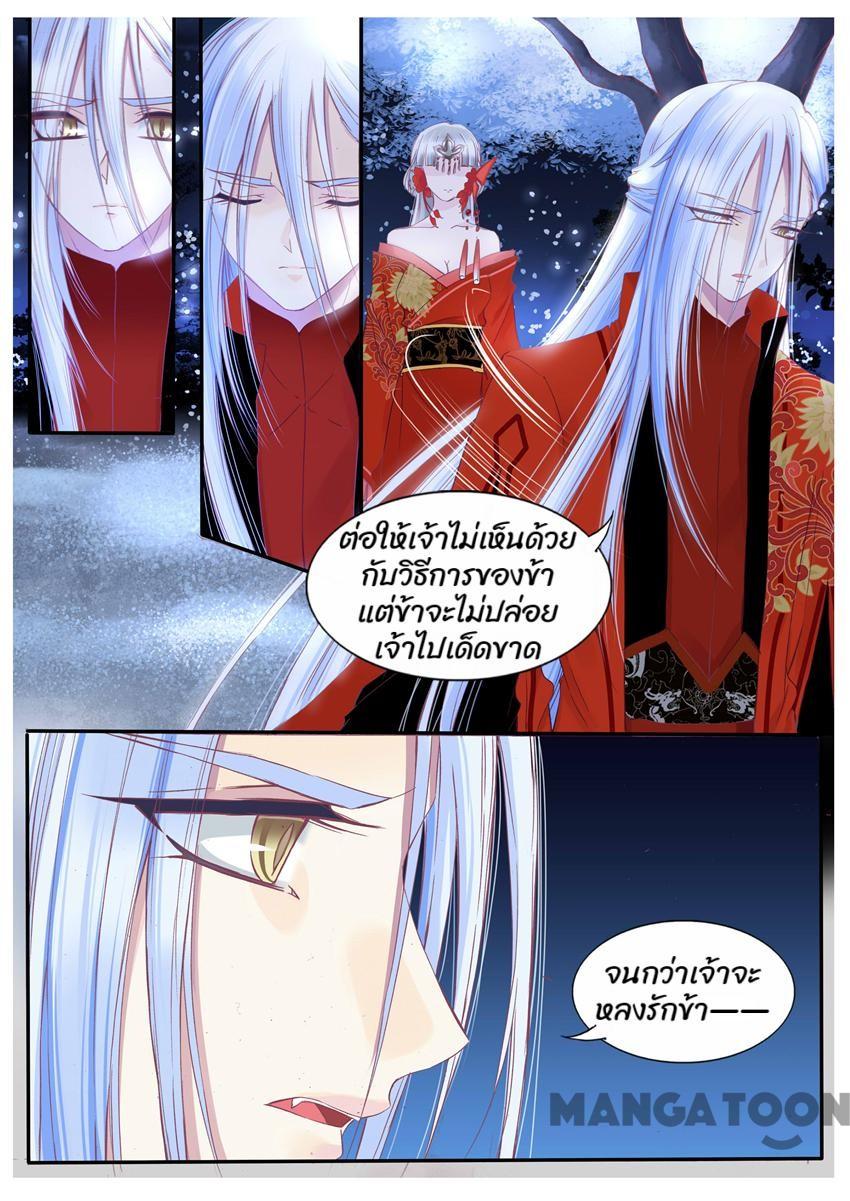 ต่อให้เจ้าไม่เห็นด้วย
กับวิธีการของข้า
แต่ข้าจะไม่ปล่อย
เจ้าไปเด็ดขาด
จนกว่าเจ้าจะ
หลงรักข้า——
MANGATOON